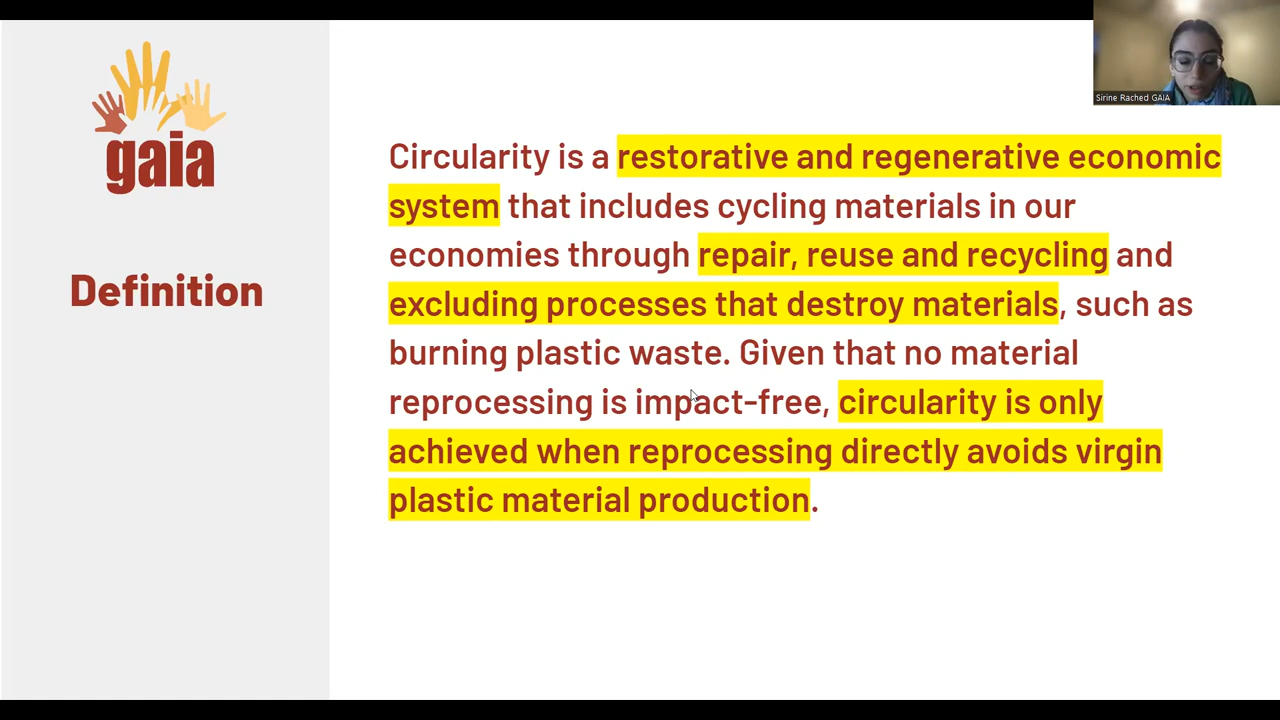 Sirine Rached GAIA
gaia
Definition
Circularity is a restorative and regenerative economic
system that includes cycling materials in our
economies through repair, reuse and recycling and
excluding processes that destroy materials, such as
burning plastic waste. Given that no material
reprocessing is impact-free, circularity is only
achieved when reprocessing directly avoids virgin
plastic material production.